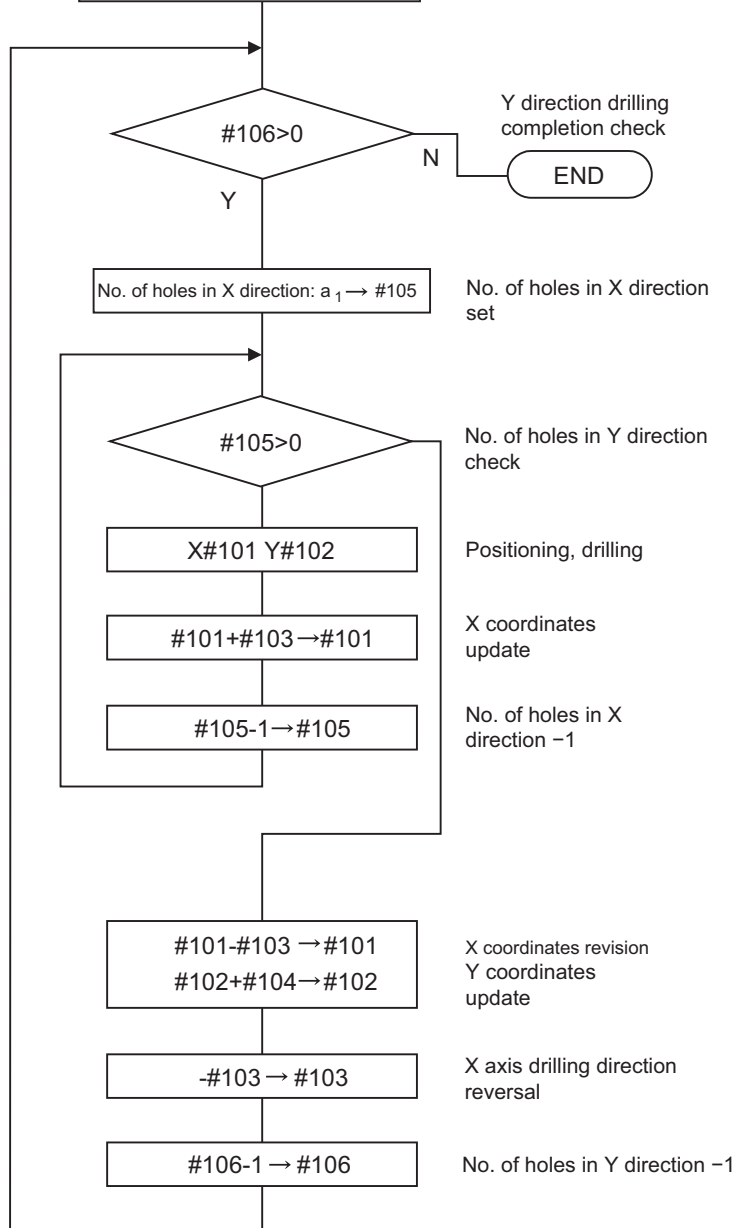 #106>0
Y direction drilling
completion check
N
END
Y
No. of holes in X direction: a 1→ #105
No. of holes in X direction
set
#105>0
No. of holes in Y direction
check
X#101 Y#102
Positioning, drilling
#101+#103→#101
X coordinates
update
#105-1→#105
No. of holes in X
direction −1
#101-#103 →#101
#102+#104→#102
X coordinates revision
Y coordinates
update
-#103→ #103
X axis drilling direction
reversal
#106-1→ #106
No. of holes in Y direction −1